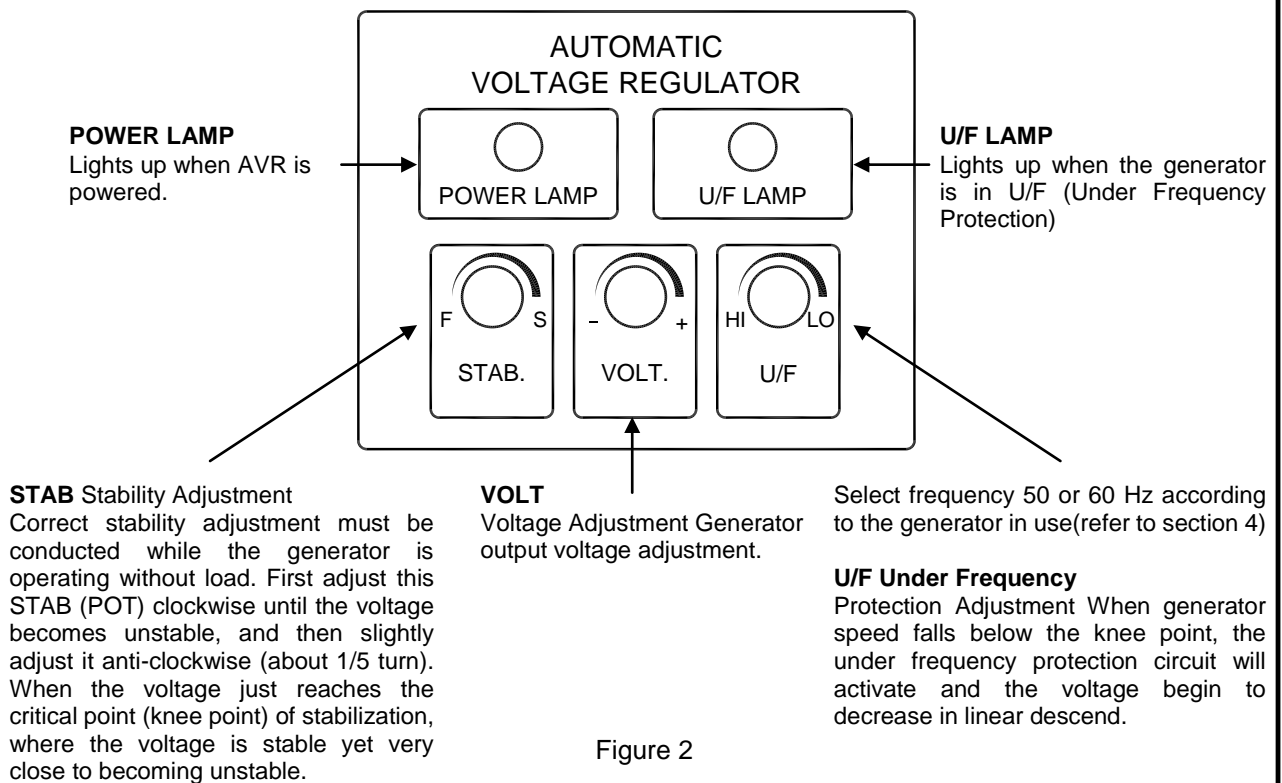 AUTOMATIC
VOLTAGE REGULATOR
POWER LAMP
Lights up when AVR is
powered.
POWER LAMP
U/F LAMP
U/F LAMP
Lights up when the generator
is in U/F (Under Frequency
Protection)
F S
STAB.
- +
VOLT.
HI LO
U/F
STAB Stability Adjustment
Correct stability adjustment must be
conducted while the generator is
operating without load. First adjust this
STAB (POT) clockwise until the voltage
becomes unstable, and then slightly
adjust it anti-clockwise (about 1/5 turn).
When the voltage just reaches the
critical point (knee point) of stabilization,
where the voltage is stable yet very
close to becoming unstable.
VOLT
Voltage Adjustment Generator
output voltage adjustment.
Select frequency 50 or 60 Hz according
to the generator in use(refer to section 4)
U/F Under Frequency
Protection Adjustment When generator
speed falls below the knee point, the
under frequency protection circuit will
activate and the voltage begin to
decrease in linear descend.
Figure 2